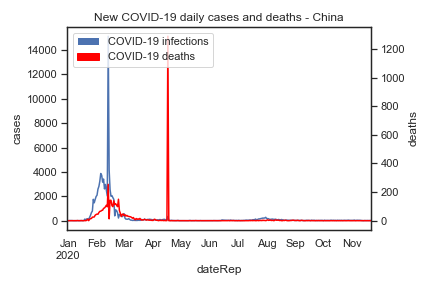 New COVID-19 daily cases and deaths - China
COVID-19 infections
COVID-19 deaths
14000
12000
10000
8000
6000
4000
2000
0
cases
1200
1000
800
600
400
200
0
deaths
Jan Feb Mar Apr May Jun Jul Aug Sep Oct Nov
2020
dateRep